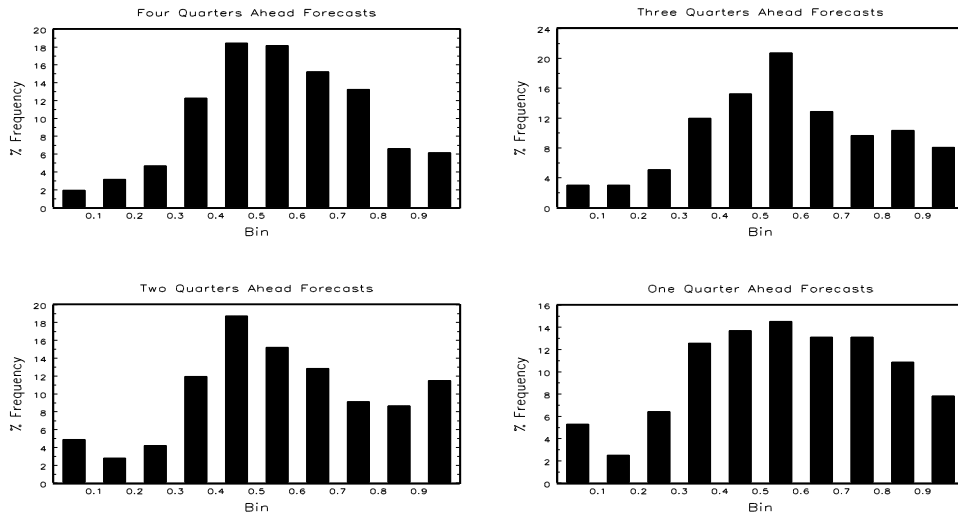 Four Quarters Ahead Forecasts
% Frequency
20
18
16
14
12
10
8
6
4
2
0
0.1 0.2 0.3 0.4 0.5 0.6 0.7 0.8 0.9
Bin
Three Quarters Ahead Forecasts
% Frequency
24
20
16
12
8
4
0
0.1 0.2 0.3 0.4 0.5 0.6 0.7 0.8 0.9
Bin
Two Quarters Ahead Forecasts
% Frequency
20
18
16
14
12
10
8
6
4
2
0
0.1 0.2 0.3 0.4 0.5 0.6 0.7 0.8 0.9
Bin
One Quarter Ahead Forecasts
% Frequency
16
14
12
10
8
6
4
2
0
0.1 0.2 0.3 0.4 0.5 0.6 0.7 0.8 0.9
Bin